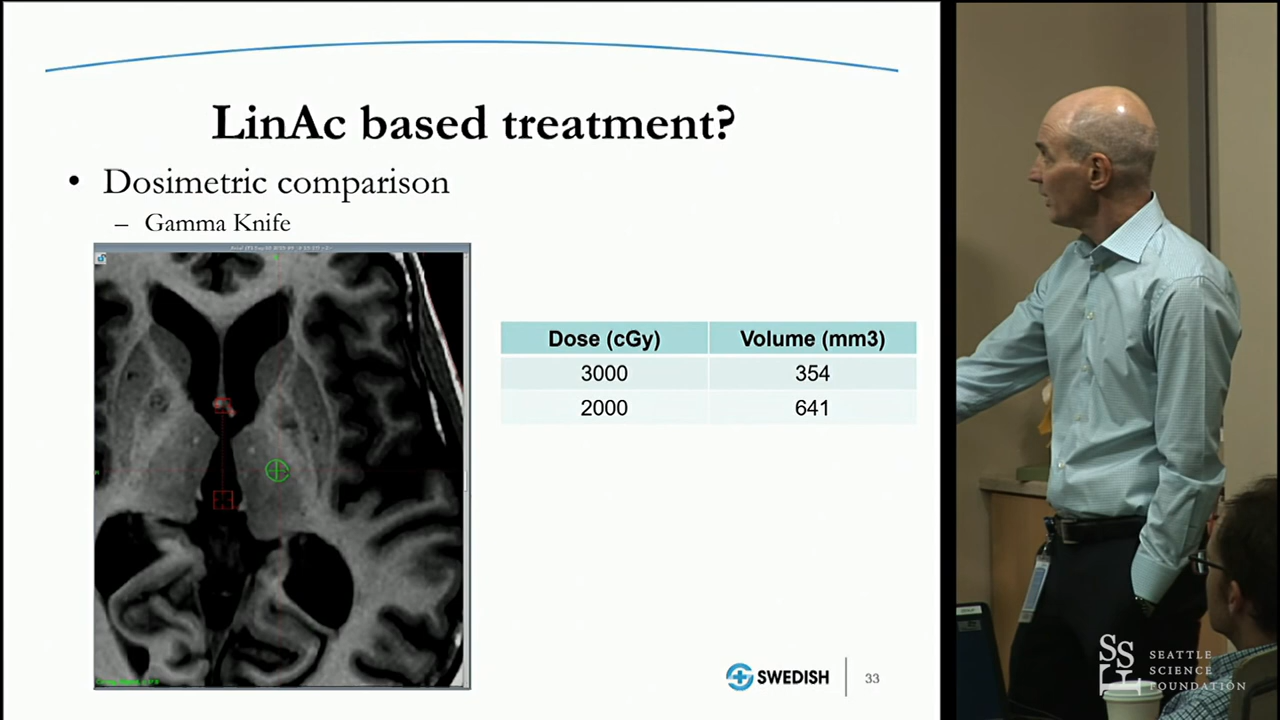 LinAc based treatment?
• Dosimetric comparison
– Gamma Knife
Dose (cGy) Volume (mm3)
3000 354
2000 641
SWEDISH
33
SSF
SEATTLE
SCIENCE
FOUNDATION